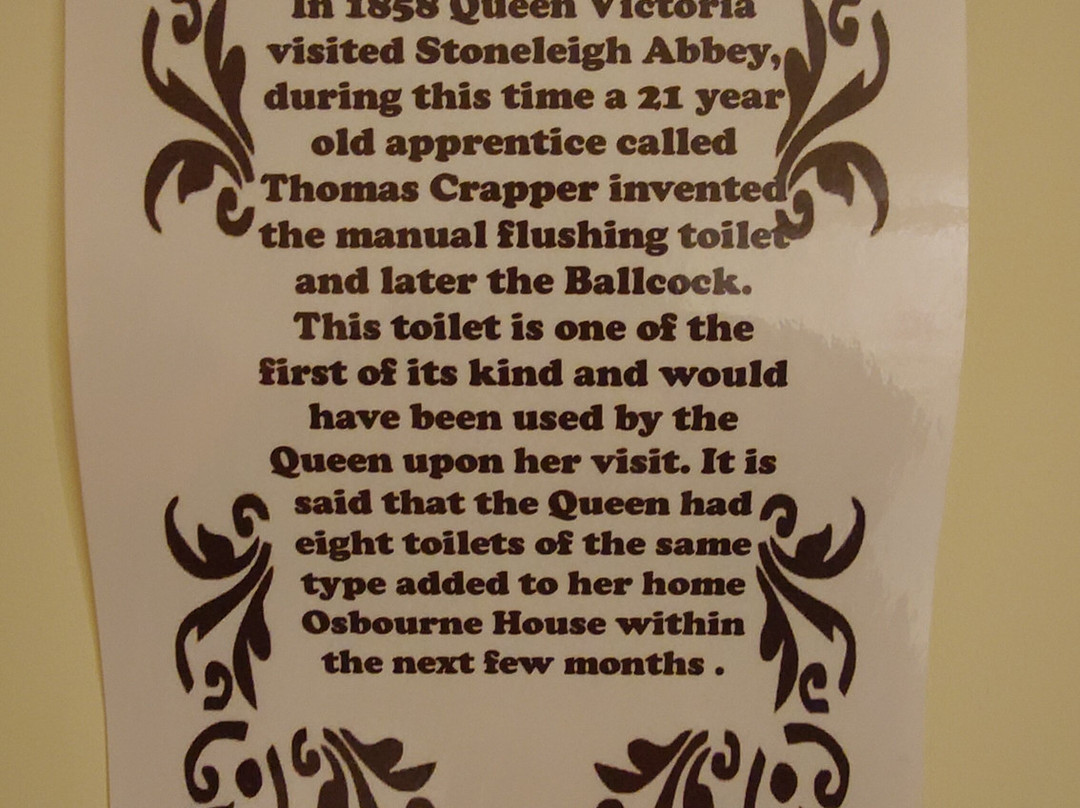 In 1858 Queen Victoria
visited Stoneleigh Abbey,
during this time a 21 year
old apprentice called
Thomas Crapper invented
the manual flushing toilet
and later the Ballcock.
This toilet is one of the
first of its kind and would
have been used by the
Queen upon her visit. It is
said that the Queen had
eight toilets of the same
type added to her home
Osbourne House within
the next few months .